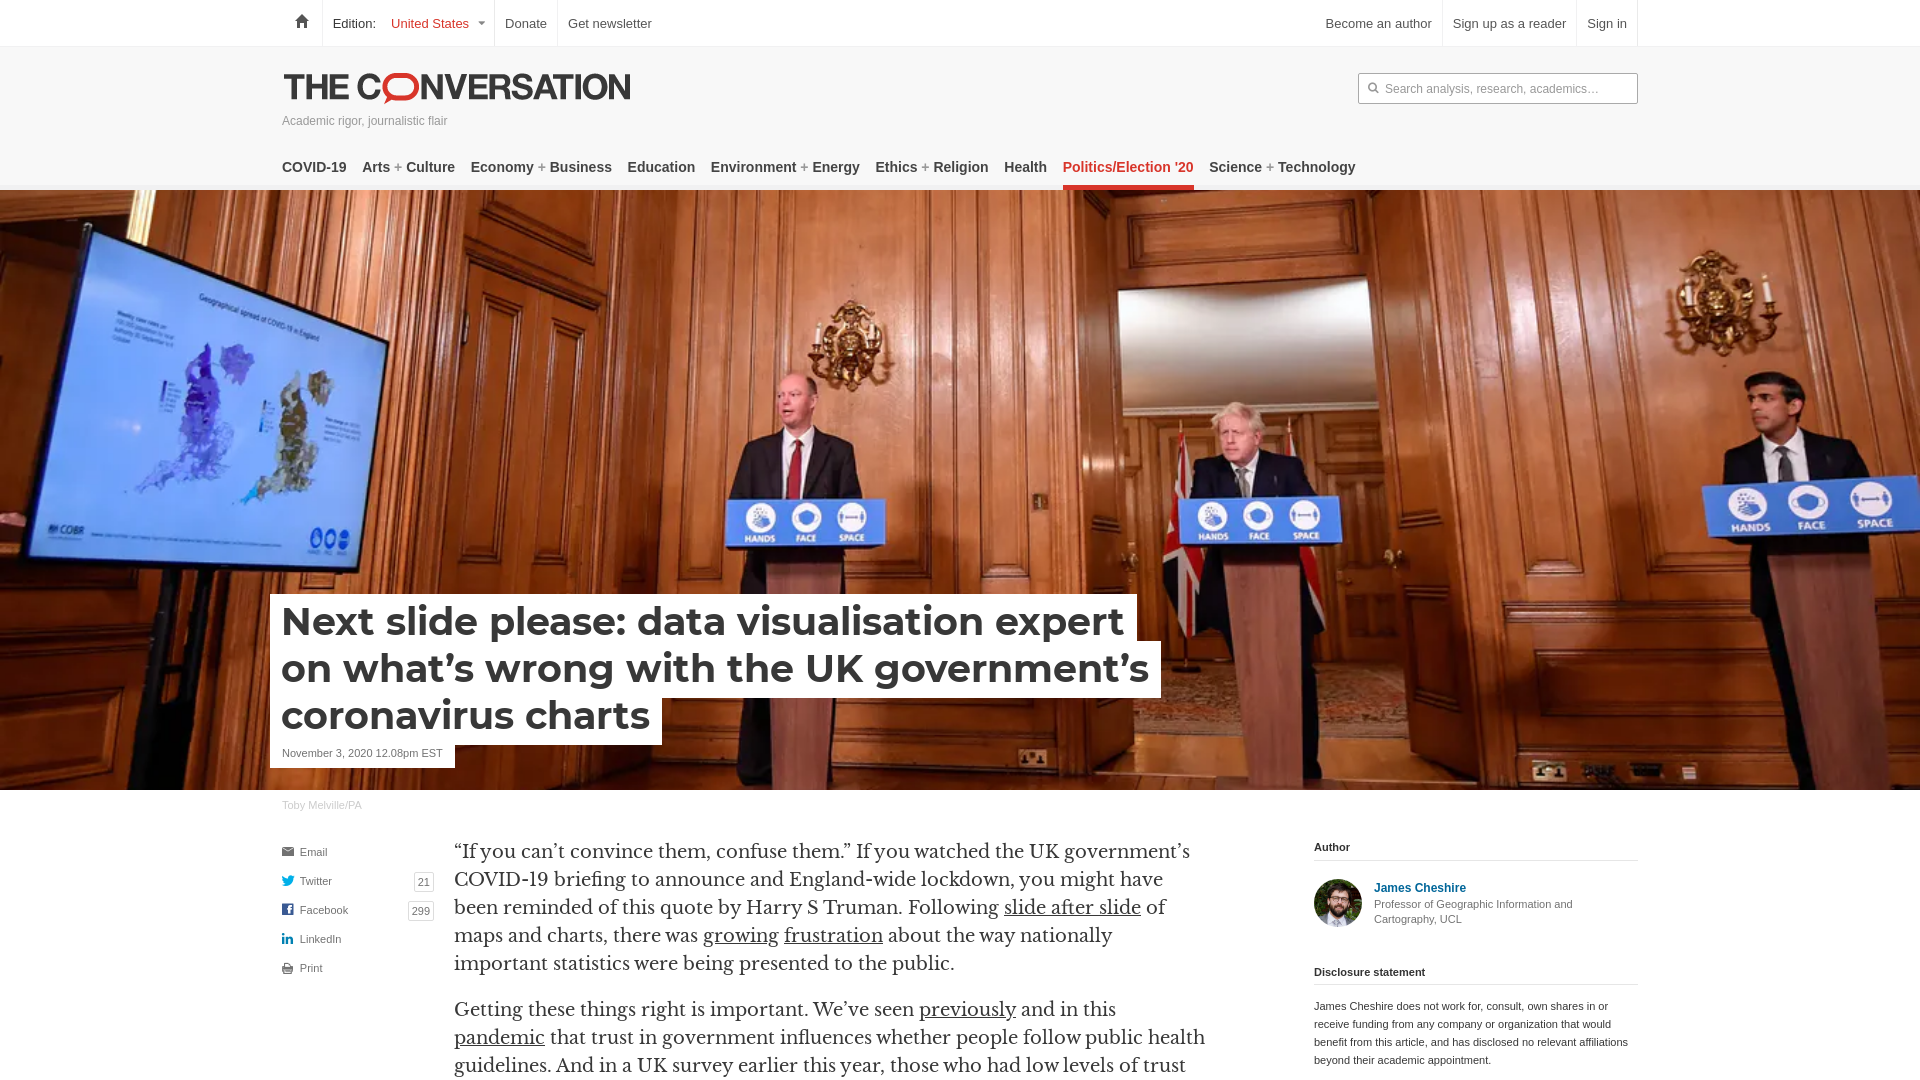 Edition: United States Donate Get newsletter Become an author Sign up as a reader Sign in
THE CONVERSATION
Search analysis, research, academics…
Academic rigor, journalistic flair
COVID-19 Arts + Culture Economy + Business Education Environment + Energy Ethics + Religion Health Politics/Election '20 Science + Technology
Geographical spread of COVID-19 in England
COBR
HANDS FACE SPACE
HANDS FACE SPACE
HANDS FACE SPACE
Next slide please: data visualisation expert
on what’s wrong with the UK government’s
coronavirus charts
November 3, 2020 12.08pm EST
Toby Melville/PA
Email
Twitter 21
Facebook 299
LinkedIn
Print
“If you can’t convince them, confuse them.” If you watched the UK government’s
COVID-19 briefing to announce and England-wide lockdown, you might have
been reminded of this quote by Harry S Truman. Following slide after slide of
maps and charts, there was growing frustration about the way nationally
important statistics were being presented to the public.
Getting these things right is important. We’ve seen previously and in this
pandemic that trust in government influences whether people follow public health
guidelines. And in a UK survey earlier this year, those who had low levels of trust
Author
James Cheshire
Professor of Geographic Information and
Cartography, UCL
Disclosure statement
James Cheshire does not work for, consult, own shares in or
receive funding from any company or organization that would
benefit from this article, and has disclosed no relevant affiliations
beyond their academic appointment.